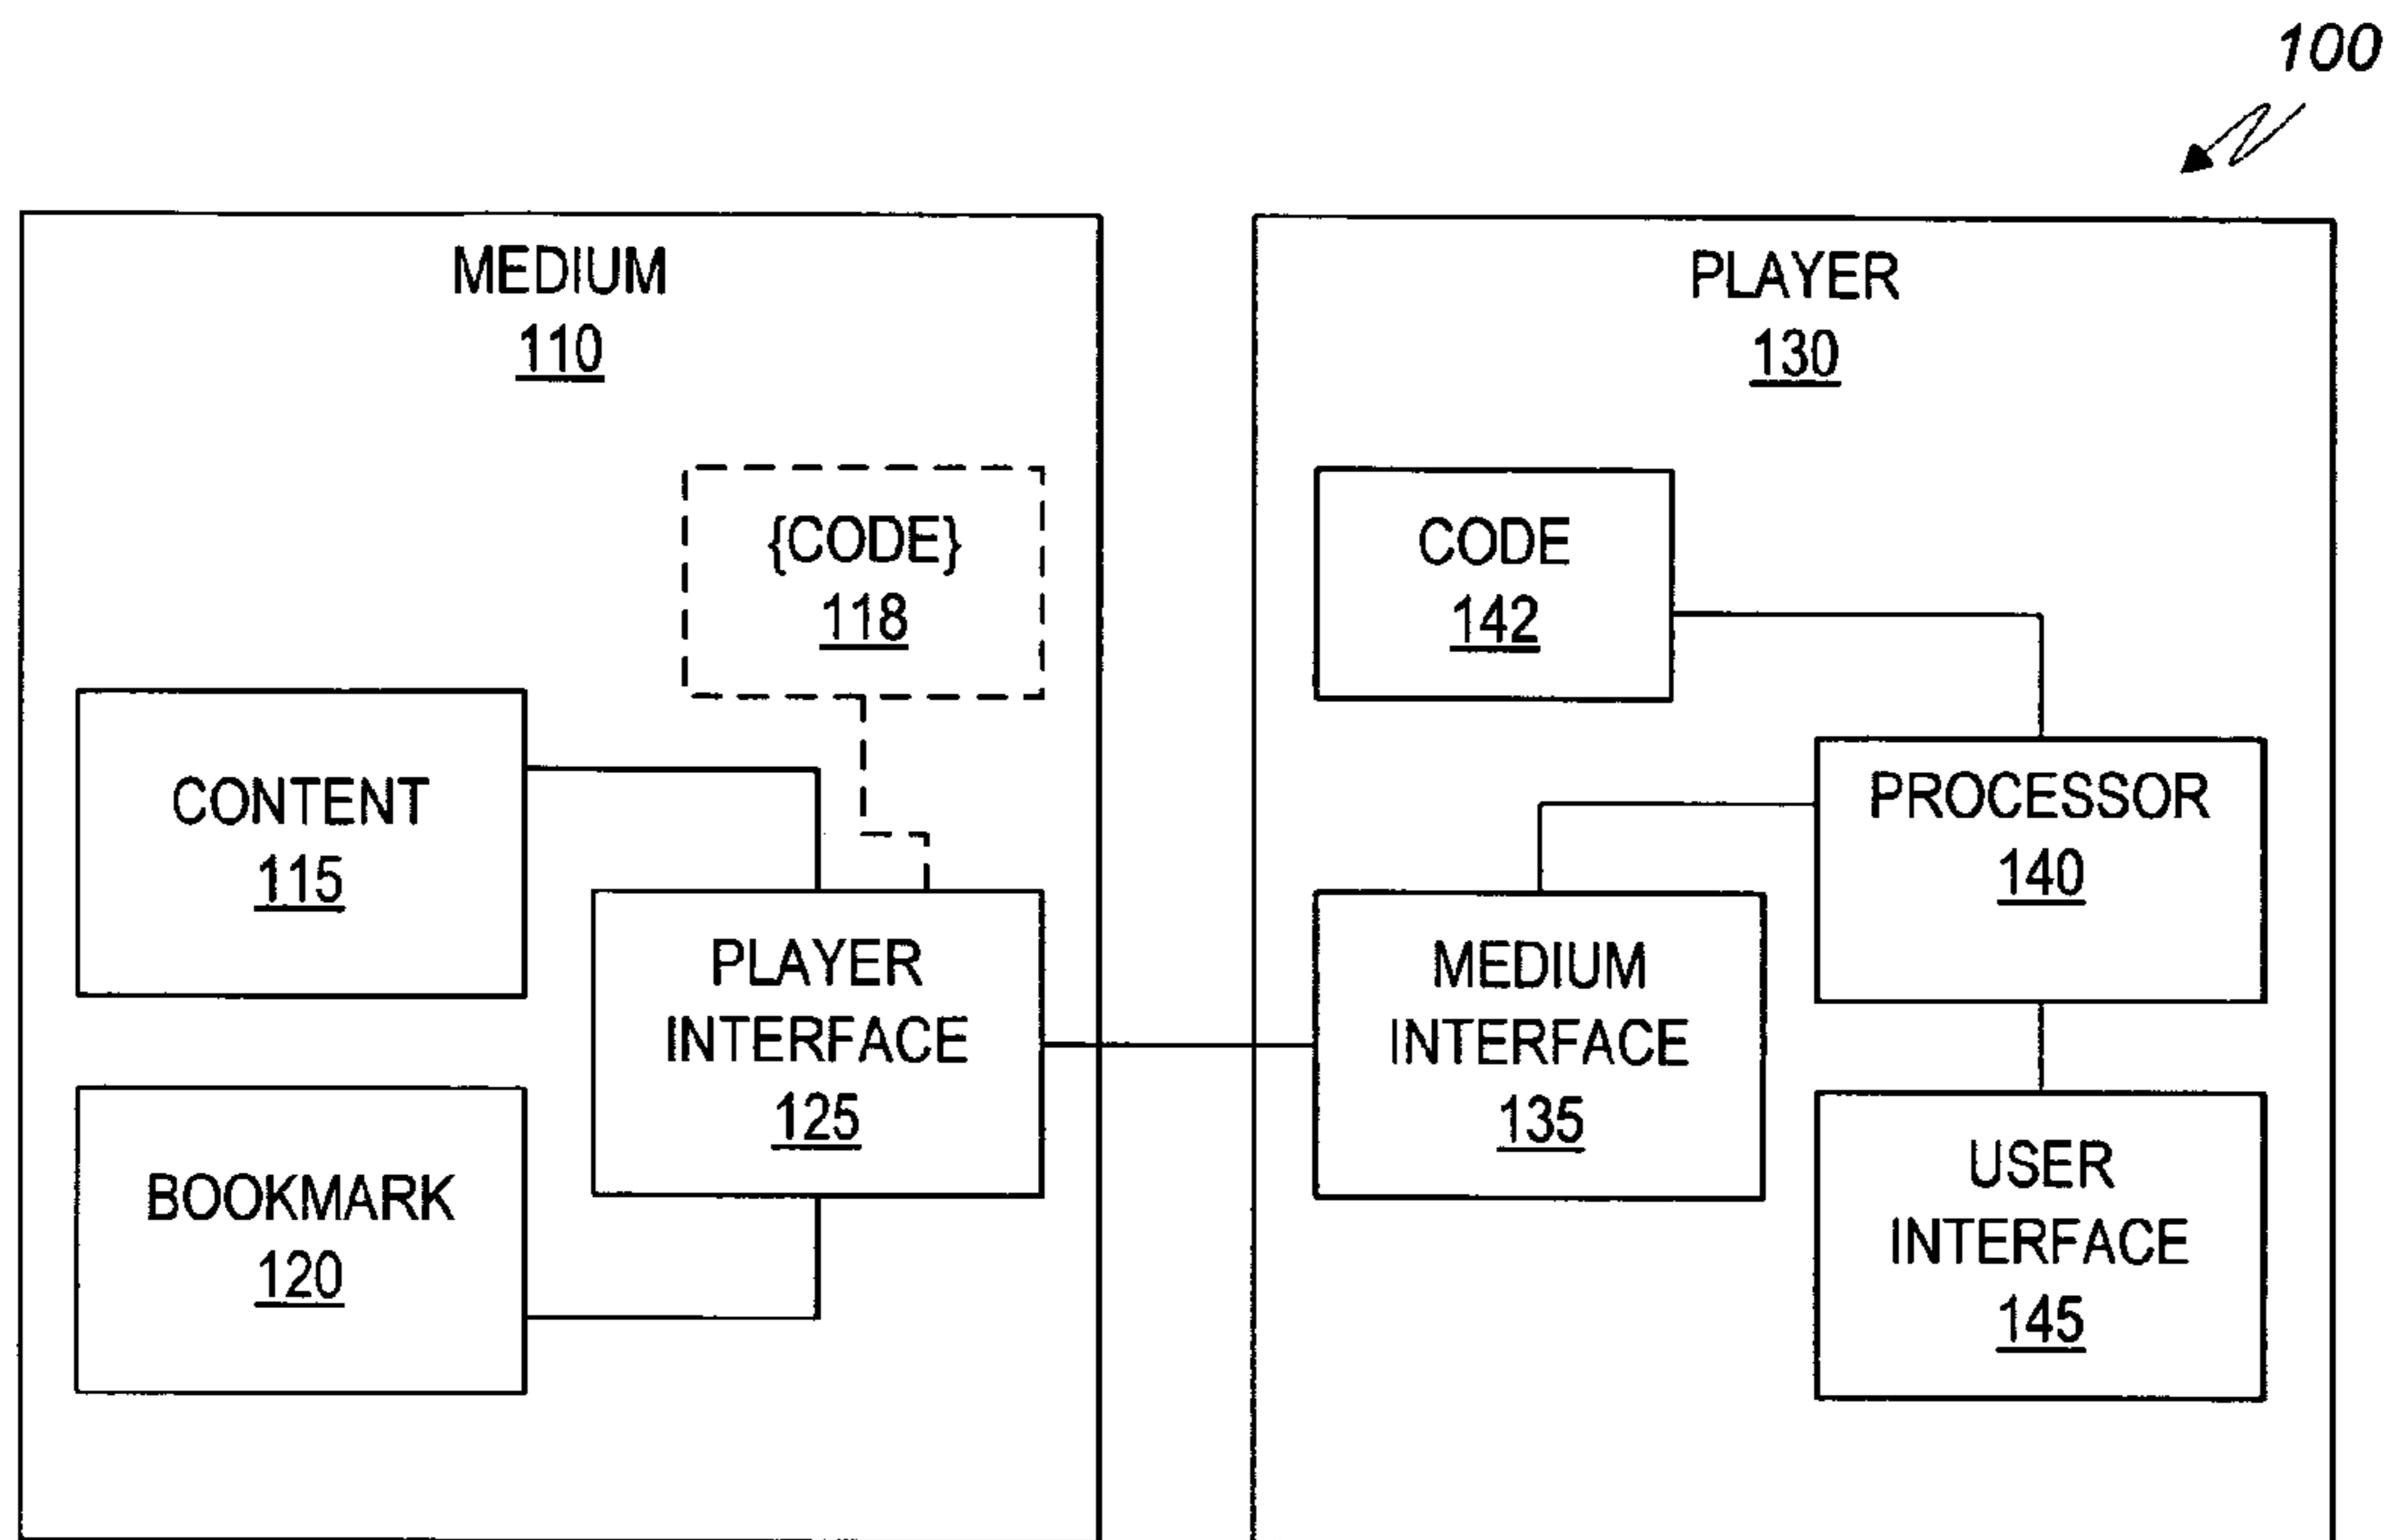 100
MEDIUM
110
{CODE}
118
CONTENT
115
PLAYER
INTERFACE
125
BOOKMARK
120
PLAYER
130
CODE
142
PROCESSOR
140
MEDIUM
INTERFACE
135
USER
INTERFACE
145